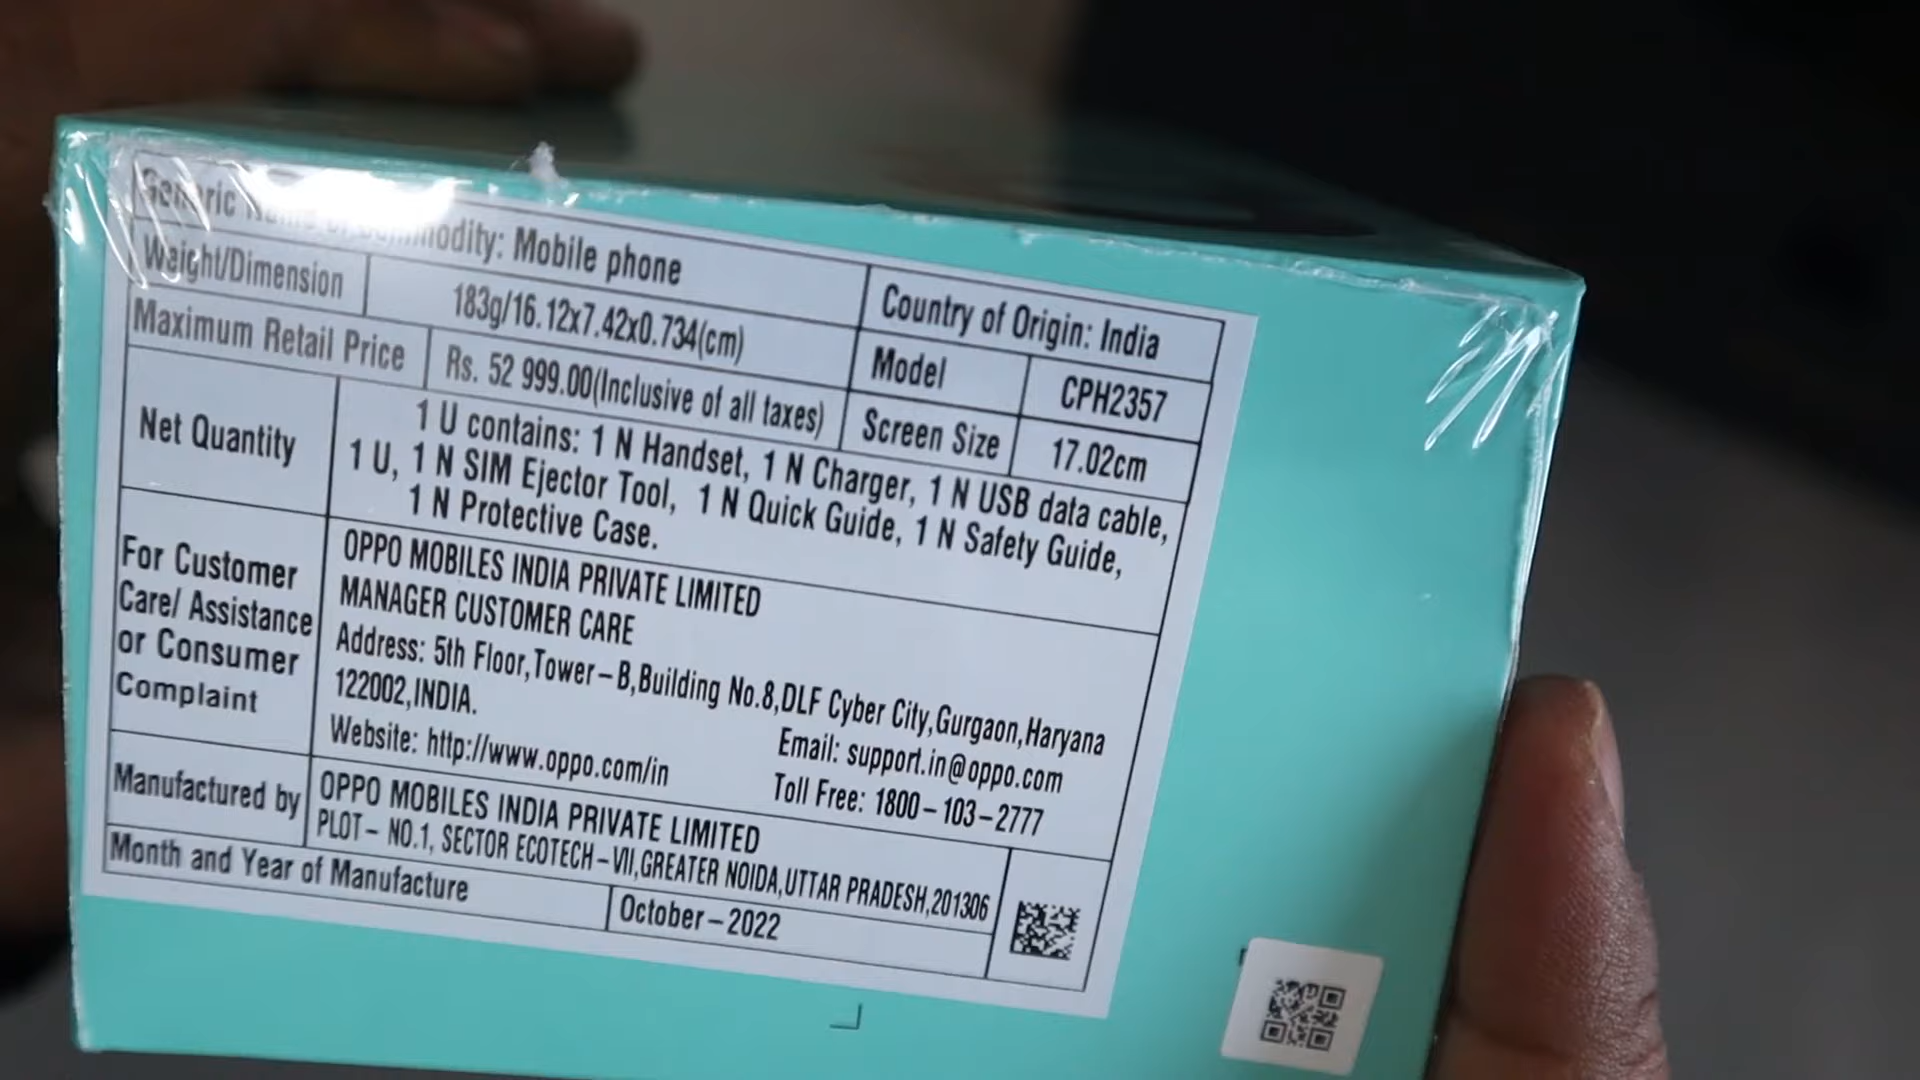 Generic Name of Commodity: Mobile phone
Country of Origin: India
Weight/Dimension
183g/16.12x7.42x0.734(cm)
Model
CPH2357
Maximum Retail Price
Rs. 52 999.00(Inclusive of all taxes)
Screen Size
17.02cm
Net Quantity
1 U contains: 1 N Handset, 1 N Charger, 1 N USB data cable,
1 U, 1 N SIM Ejector Tool, 1 N Quick Guide, 1 N Safety Guide,
1 N Protective Case.
For Customer
Care/ Assistance
or Consumer
Complaint
OPPO MOBILES INDIA PRIVATE LIMITED
MANAGER CUSTOMER CARE
Address: 5th Floor,Tower–B,Building No.8,DLF Cyber City,Gurgaon,Haryana
122002,INDIA.
Email: support.in@oppo.com
Website: http://www.oppo.com/in
Toll Free: 1800–103–2777
Manufactured by
OPPO MOBILES INDIA PRIVATE LIMITED
PLOT– NO.1, SECTOR ECOTECH–VII,GREATER NOIDA,UTTAR PRADESH,201306
Month and Year of Manufacture
October–2022